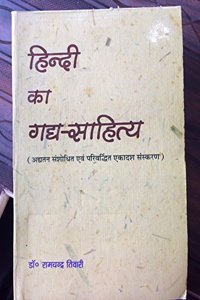 हिन्दी
का
गद्य-साहित्य
( अद्यतन संशोधित एवं परिवर्द्धित एकादश संस्करण )
डॉ० रामचन्द्र तिवारी